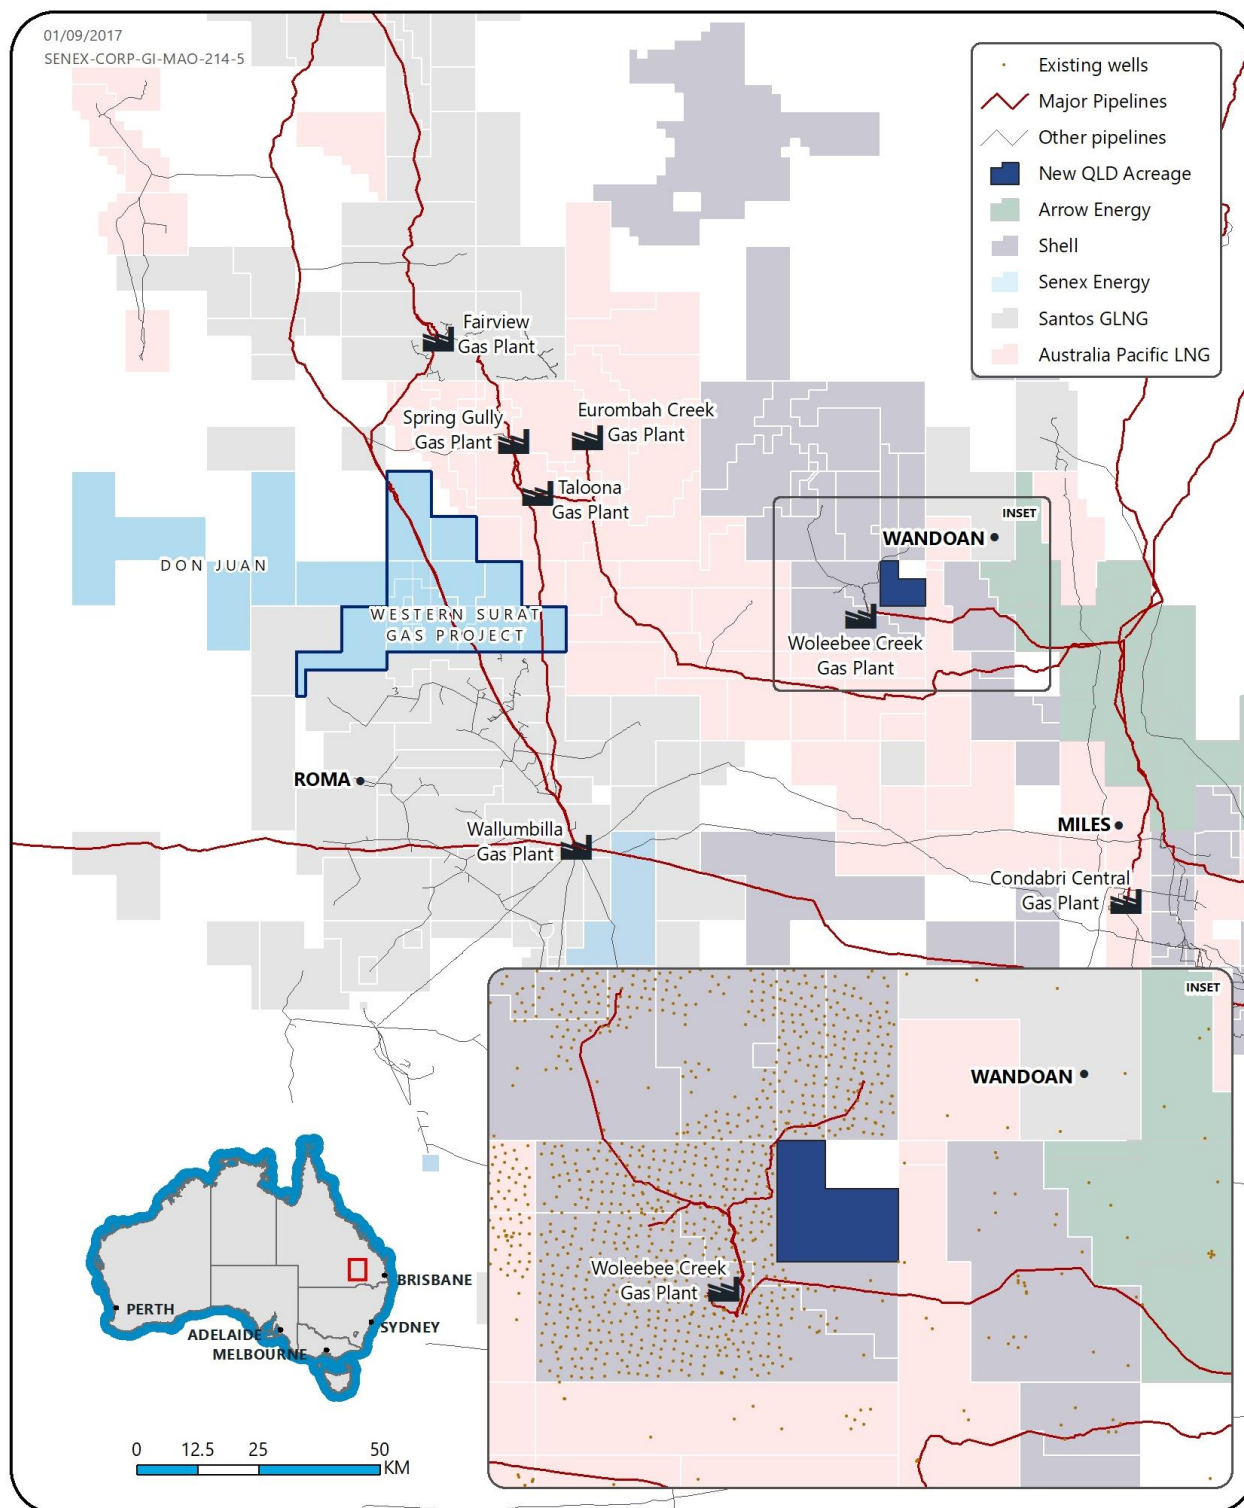 01/09/2017
SENEX-CORP-GI-MAO-214-5
Existing wells
Major Pipelines
Other pipelines
New QLD Acreage
Arrow Energy
Shell
Senex Energy
Santos GLNG
Australia Pacific LNG
Fairview
Gas Plant
Spring Gully
Gas Plant
Eurombah Creek
Gas Plant
Taloona
Gas Plant
INSET
WANDOAN
DON JUAN
WESTERN SURAT
GAS PROJECT
Woleebee Creek
Gas Plant
ROMA
Wallumbilla
Gas Plant
MILES
Condabri Central
Gas Plant
INSET
WANDOAN
Woleebee Creek
Gas Plant
BRISBANE
PERTH
SYDNEY
ADELAIDE
MELBOURNE
0 12.5 25 50
KM